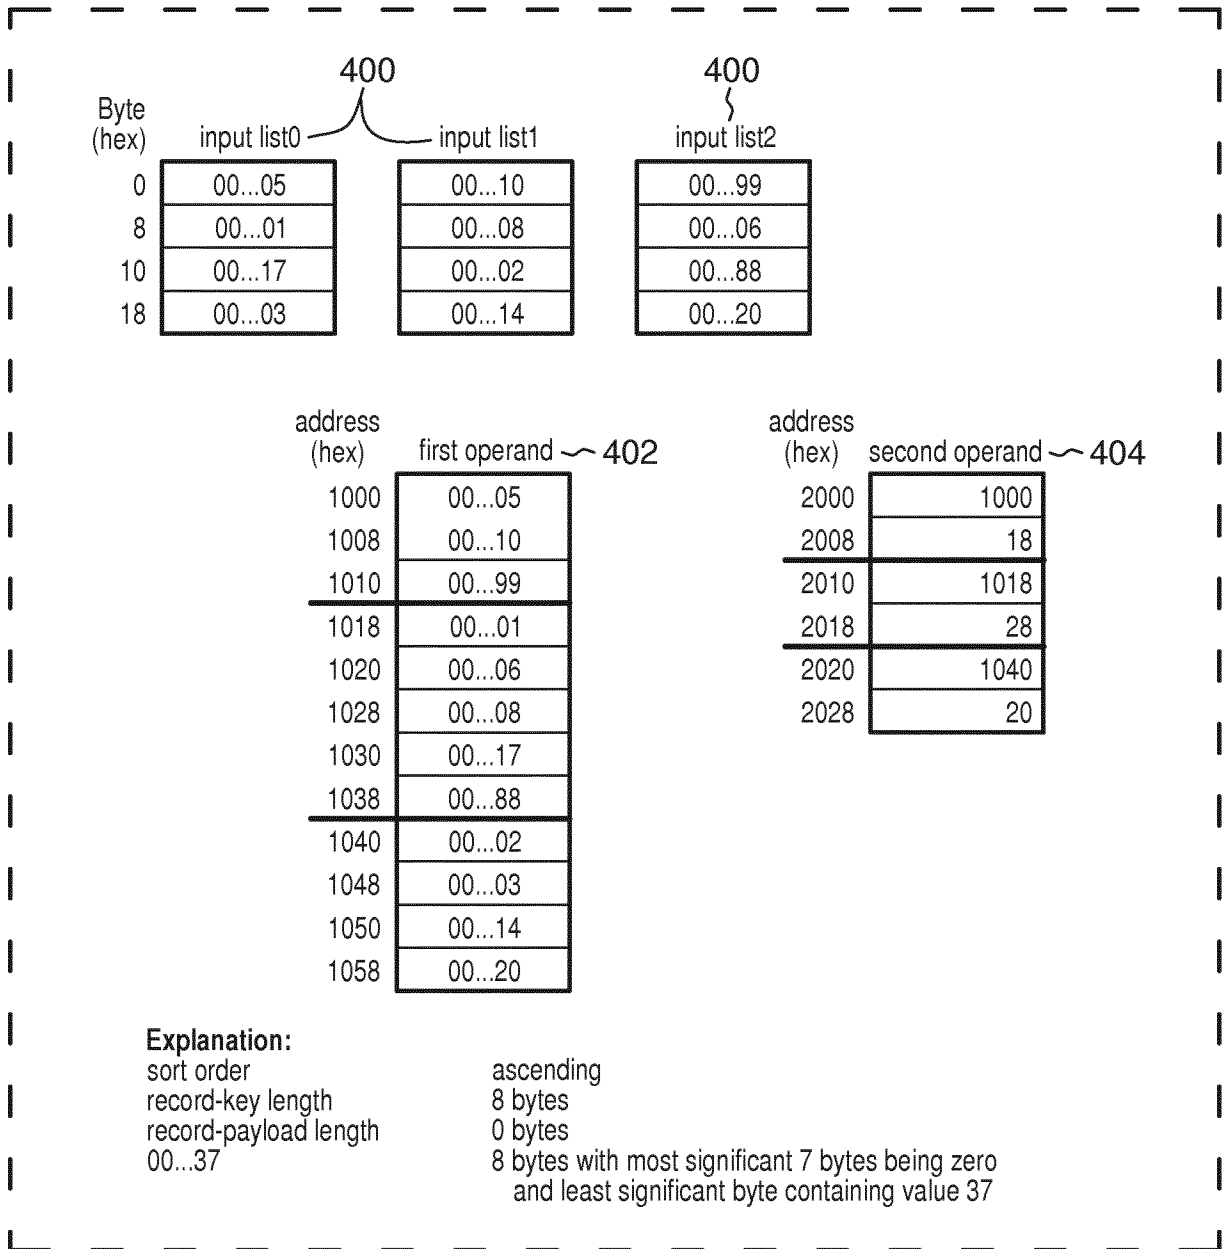 400 400
Byte
(hex) input list0 input list1 input list2
0 00...05 00...10 00...99
8 00...01 00...08 00...06
10 00...17 00...02 00...88
18 00...03 00...14 00...20
address address
(hex) first operand 402 (hex) second operand 404
1000 00...05 2000 1000
1008 00...10 2008 18
1010 00...99 2010 1018
1018 00...01 2018 28
1020 00...06 2020 1040
1028 00...08 2028 20
1030 00...17
1038 00...88
1040 00...02
1048 00...03
1050 00...14
1058 00...20
Explanation:
sort order ascending
record-key length 8 bytes
record-payload length 0 bytes
00...37 8 bytes with most significant 7 bytes being zero
and least significant byte containing value 37